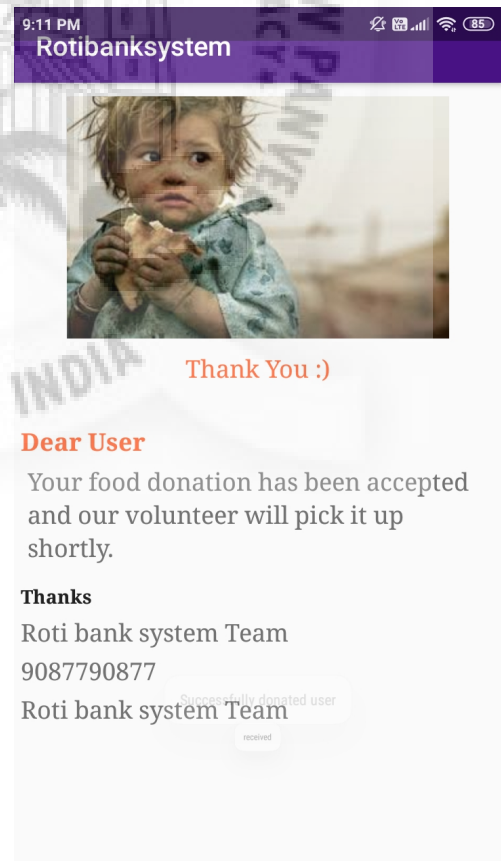 9:11 PM
85
Rotibanksystem
INDIA
Thank You :)
Dear User
Your food donation has been accepted
and our volunteer will pick it up
shortly.
Thanks
Roti bank system Team
9087790877
Successfully donated user
Roti bank system Team
received